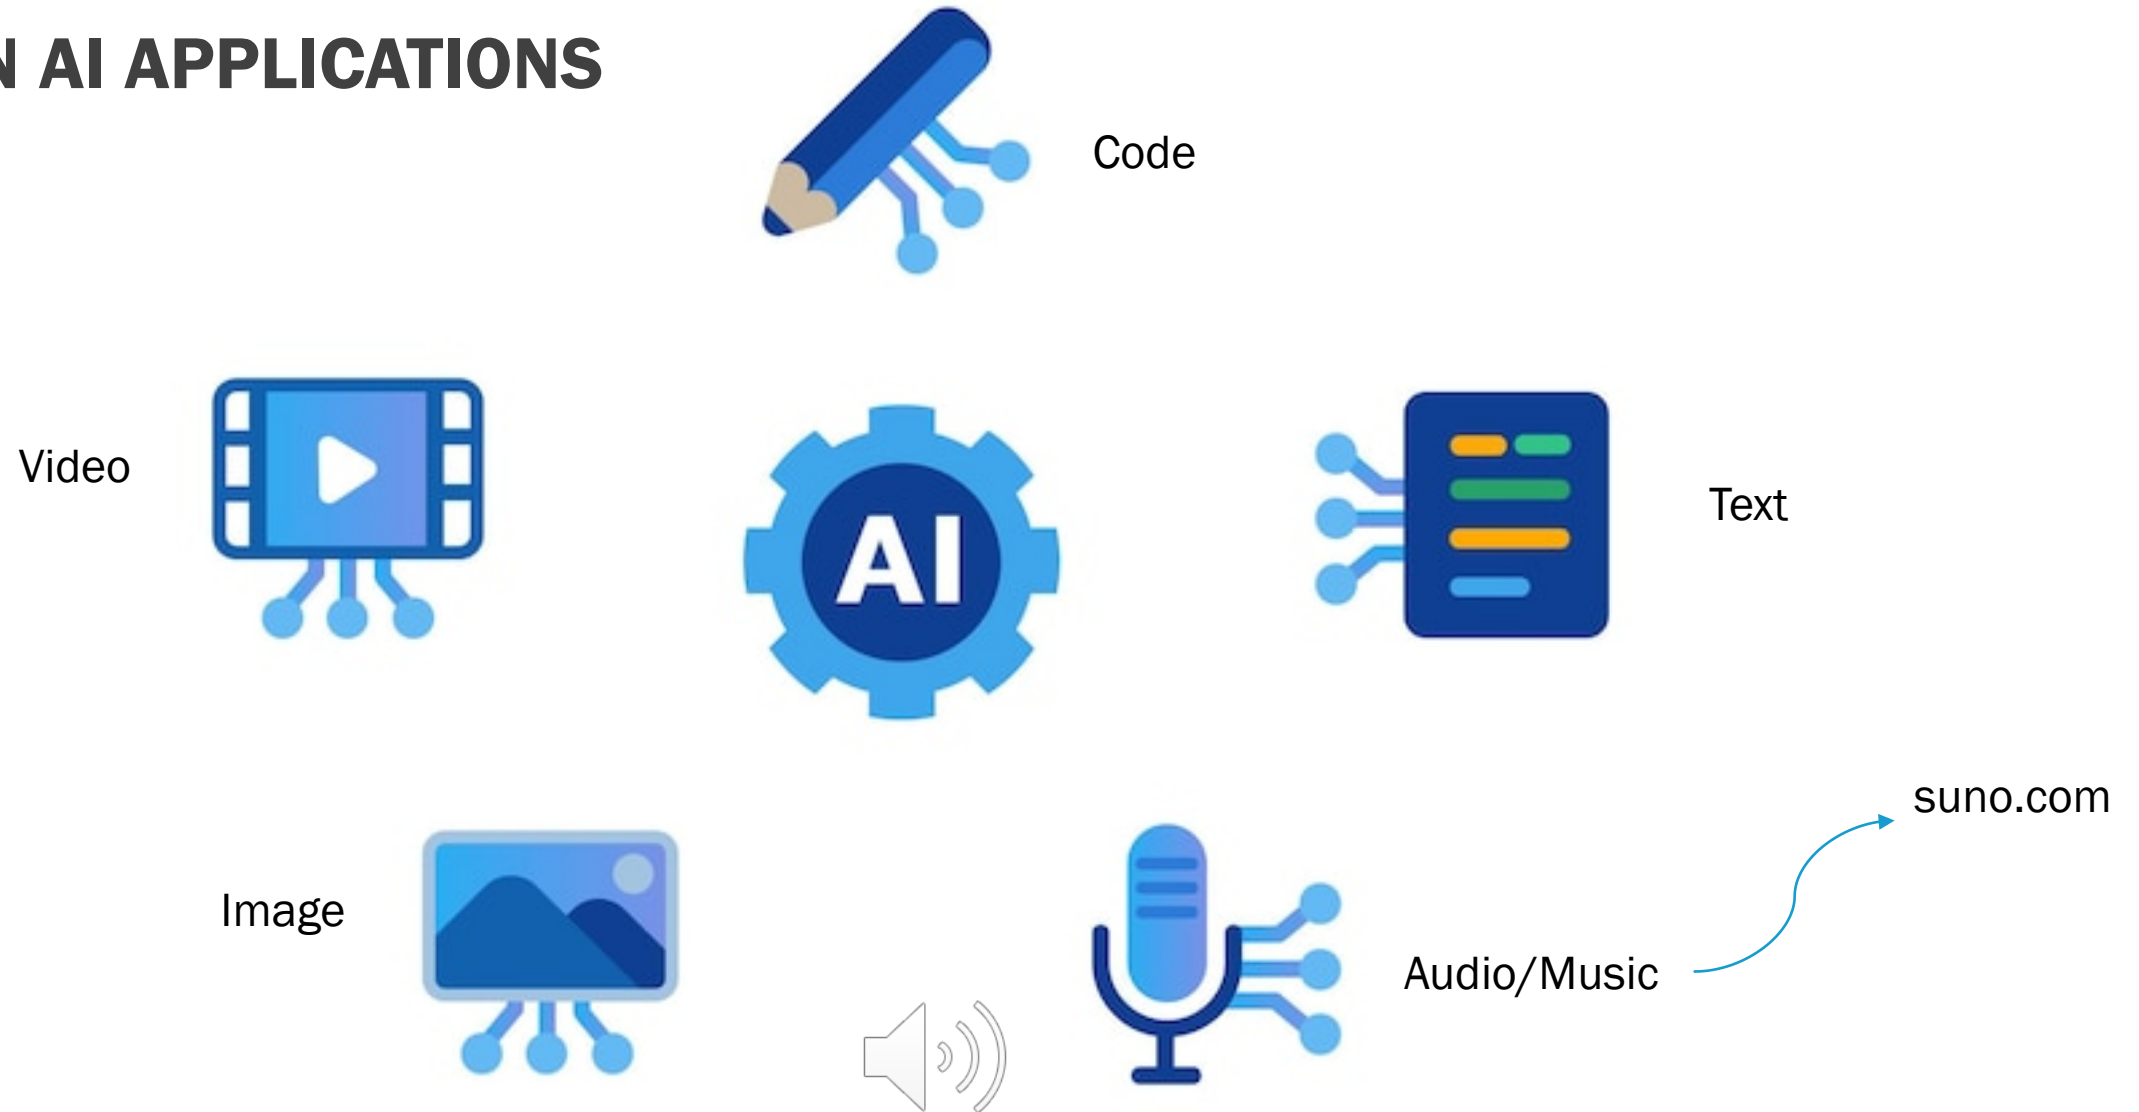 N AI APPLICATIONS
Code
Video
AI
Text
suno.com
Image
Audio/Music